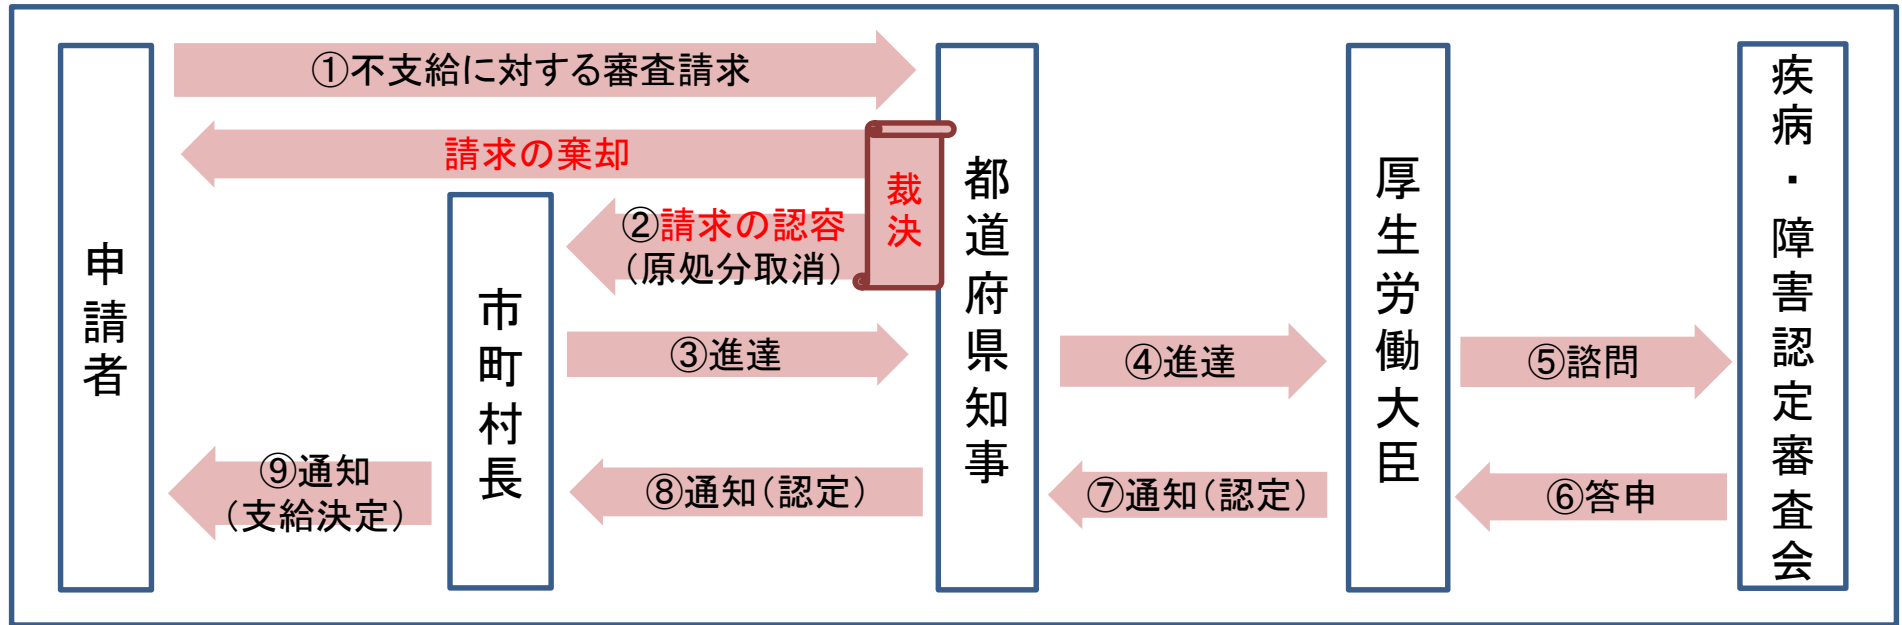 ①不支給に対する審査請求
請求の棄却
裁決
②請求の認容
(原処分取消)
申請者
市町村長
都道府県知事
厚生労働大臣
疾病・障害認定審査会
③進達
④進達
⑤諮問
⑥答申
⑦通知(認定)
⑧通知(認定)
⑨通知
(支給決定)